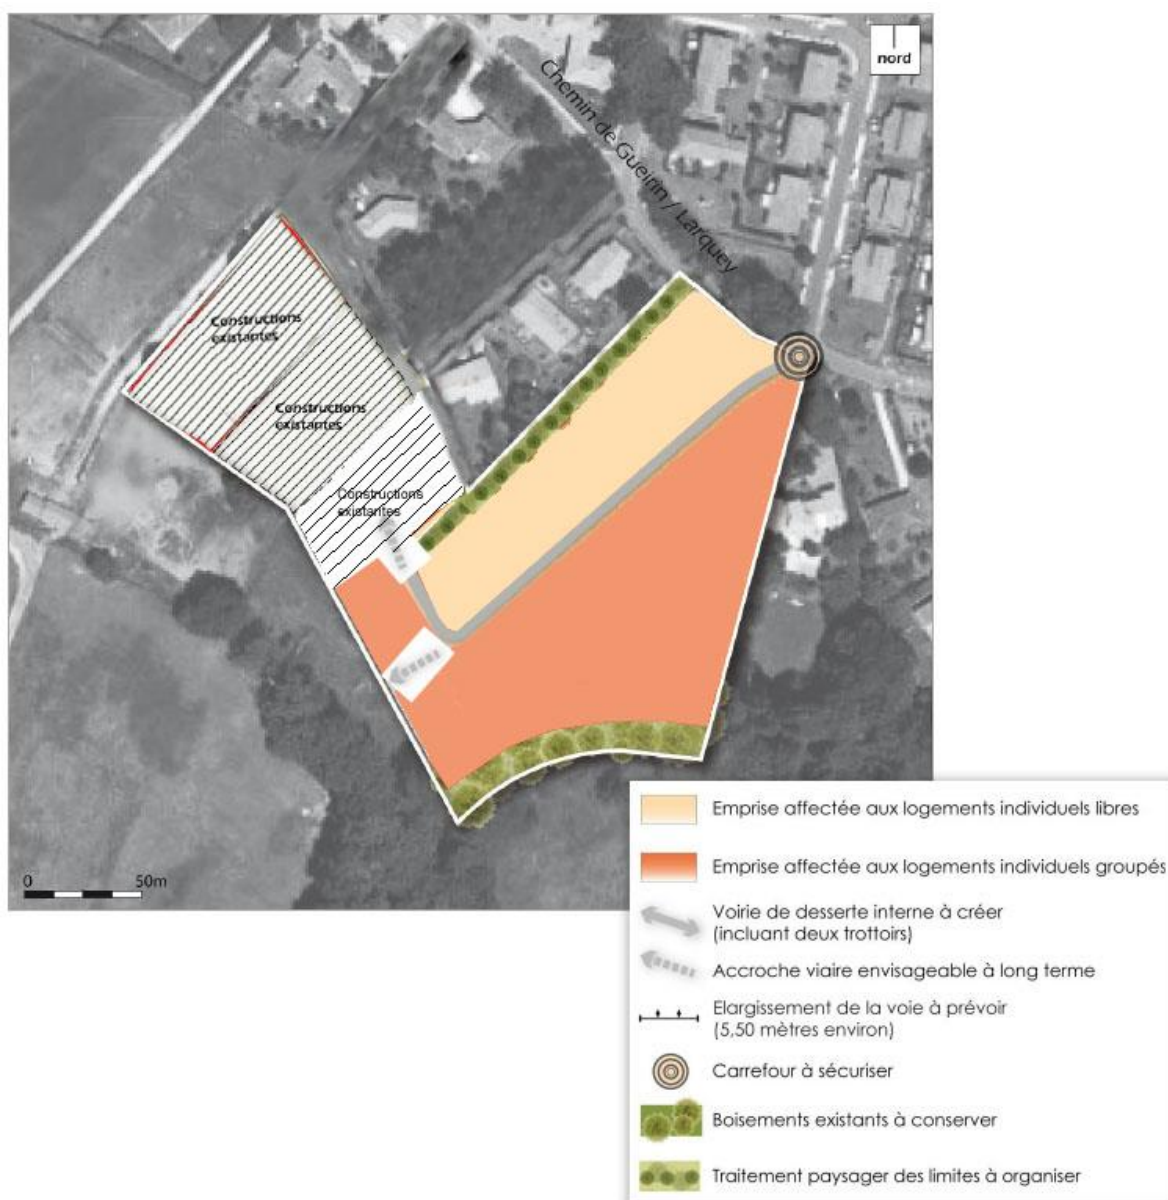 nord
Chemin de Gueirin / Larquey
Constructions
existantes
Constructions
existantes
Constructions
existantes
0 50m
Emprise affectée aux logements individuels libres
Emprise affectée aux logements individuels groupés
Voirie de desserte interne à créer
(incluant deux trottoirs)
Accroche viaire envisageable à long terme
Elargissement de la voie à prévoir
(5,50 mètres environ)
Carrefour à sécuriser
Boisements existants à conserver
Traitement paysager des limites à organiser